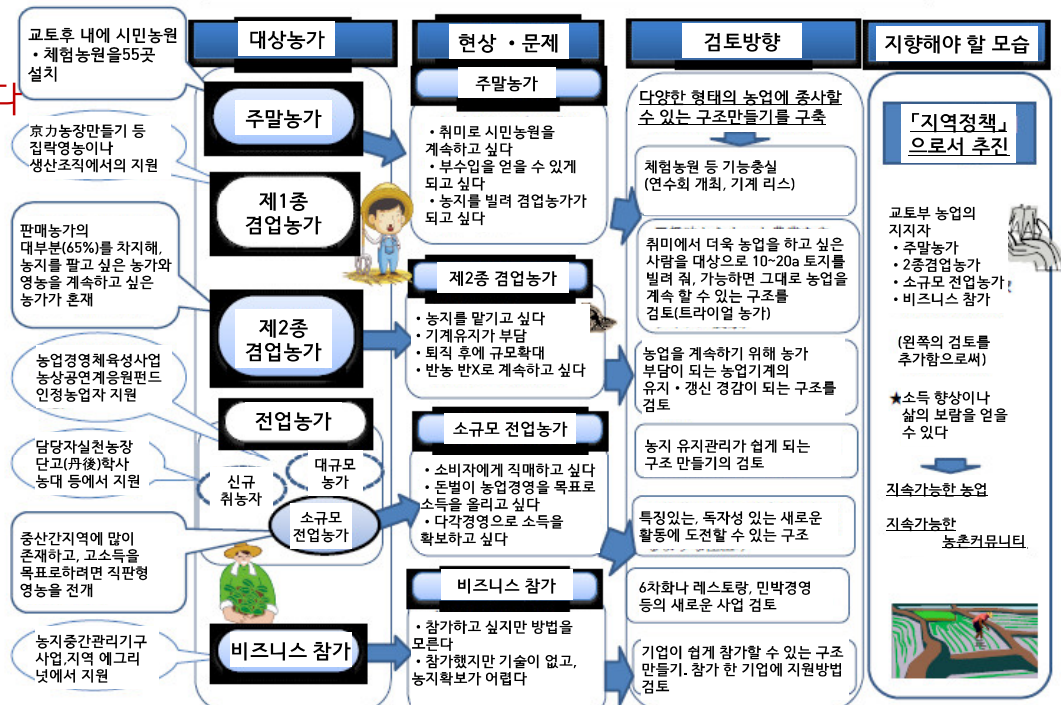 교토후 내에 시민농원
・체험농원을55곳
설치
다
京力농장만들기 등
집락영농이나
생산조직에서의 지원
판매농가의
대부분(65%)를 차지해,
농지를 팔고 싶은 농가와
영농을 계속하고 싶은
농가가 혼재
농업경영체육성사업
농상공연계응원펀드
인정농업자 지원
담당자실천농장
단고(丹後)학사
농대 등에서 지원
중산간지역에 많이
존재하고, 고소득을
목표로하려면 직판형
영농을 전개
농지중간관리기구
사업,지역 에그리
넛에서 지원
대상농가
주말농가
제1종
겸업농가
제2종
겸업농가
전업농가
신규
취농자
대규모
농가
소규모
전업농가
비즈니스 참가
현상 ・문제
주말농가
・취미로 시민농원을
계속하고 싶다
・부수입을 얻을 수 있게
되고 싶다
・농지를 빌려 겸업농가가
되고 싶다
제2종 겸업농가
・농지를 맡기고 싶다
・기계유지가 부담
・퇴직 후에 규모확대
・반농 반X로 계속하고 싶다
소규모 전업농가
・소비자에게 직매하고 싶다
・돈벌이 농업경영을 목표로
소득을 올리고 싶다
・다각경영으로 소득을
확보하고 싶다
비즈니스 참가
・참가하고 싶지만 방법을
모른다
・참가했지만 기술이 없고,
농지확보가 어렵다
검토방향
다양한 형태의 농업에 종사할
수 있는 구조만들기를 구축
체험농원 등 기능충실
(연수회 개최, 기계 리스)
취미에서 더욱 농업을 하고 싶은
사람을 대상으로 10~20a 토지를
빌려 줘, 가능하면 그대로 농업을
계속 할 수 있는 구조를
검토(트라이얼 농가)
농업을 계속하기 위해 농가
부담이 되는 농업기계의
유지・갱신 경감이 되는 구조를
검토
농지 유지관리가 쉽게 되는
구조 만들기의 검토
특징있는, 독자성 있는 새로운
활동에 도전할 수 있는 구조
6차화나 레스토랑, 민박경영
등의 새로운 사업 검토
기업이 쉽게 참가할 수 있는 구조
만들기. 참가 한 기업에 지원방법
검토
지향해야 할 모습
「지역정책」
으로서 추진
교토부 농업의
지지자
・주말농가
・2종겸업농가
・소규모 전업농가
・비즈니스 참가
(왼쪽의 검토를
추가함으로써)
★소득 향상이나
삶의 보람을 얻을
수 있다
지속가능한 농업
지속가능한
농촌커뮤니티